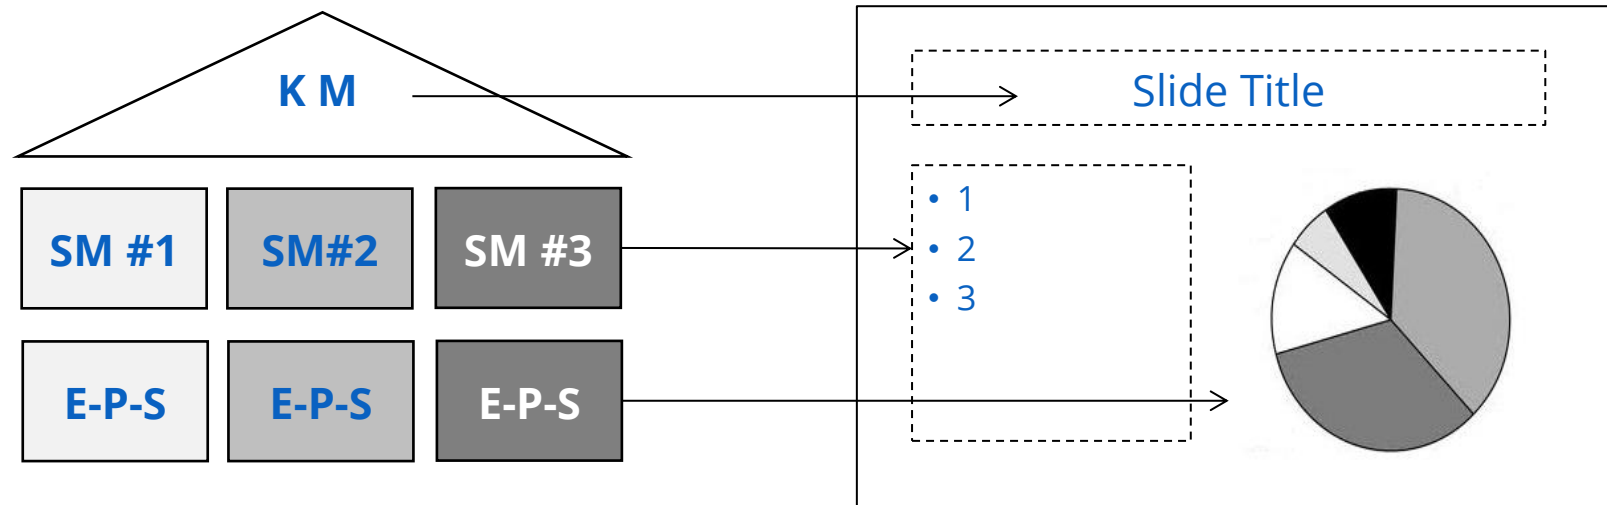 K M
Slide Title
SM #1
SM#2
SM #3
• 1
• 2
• 3
E-P-S
E-P-S
E-P-S